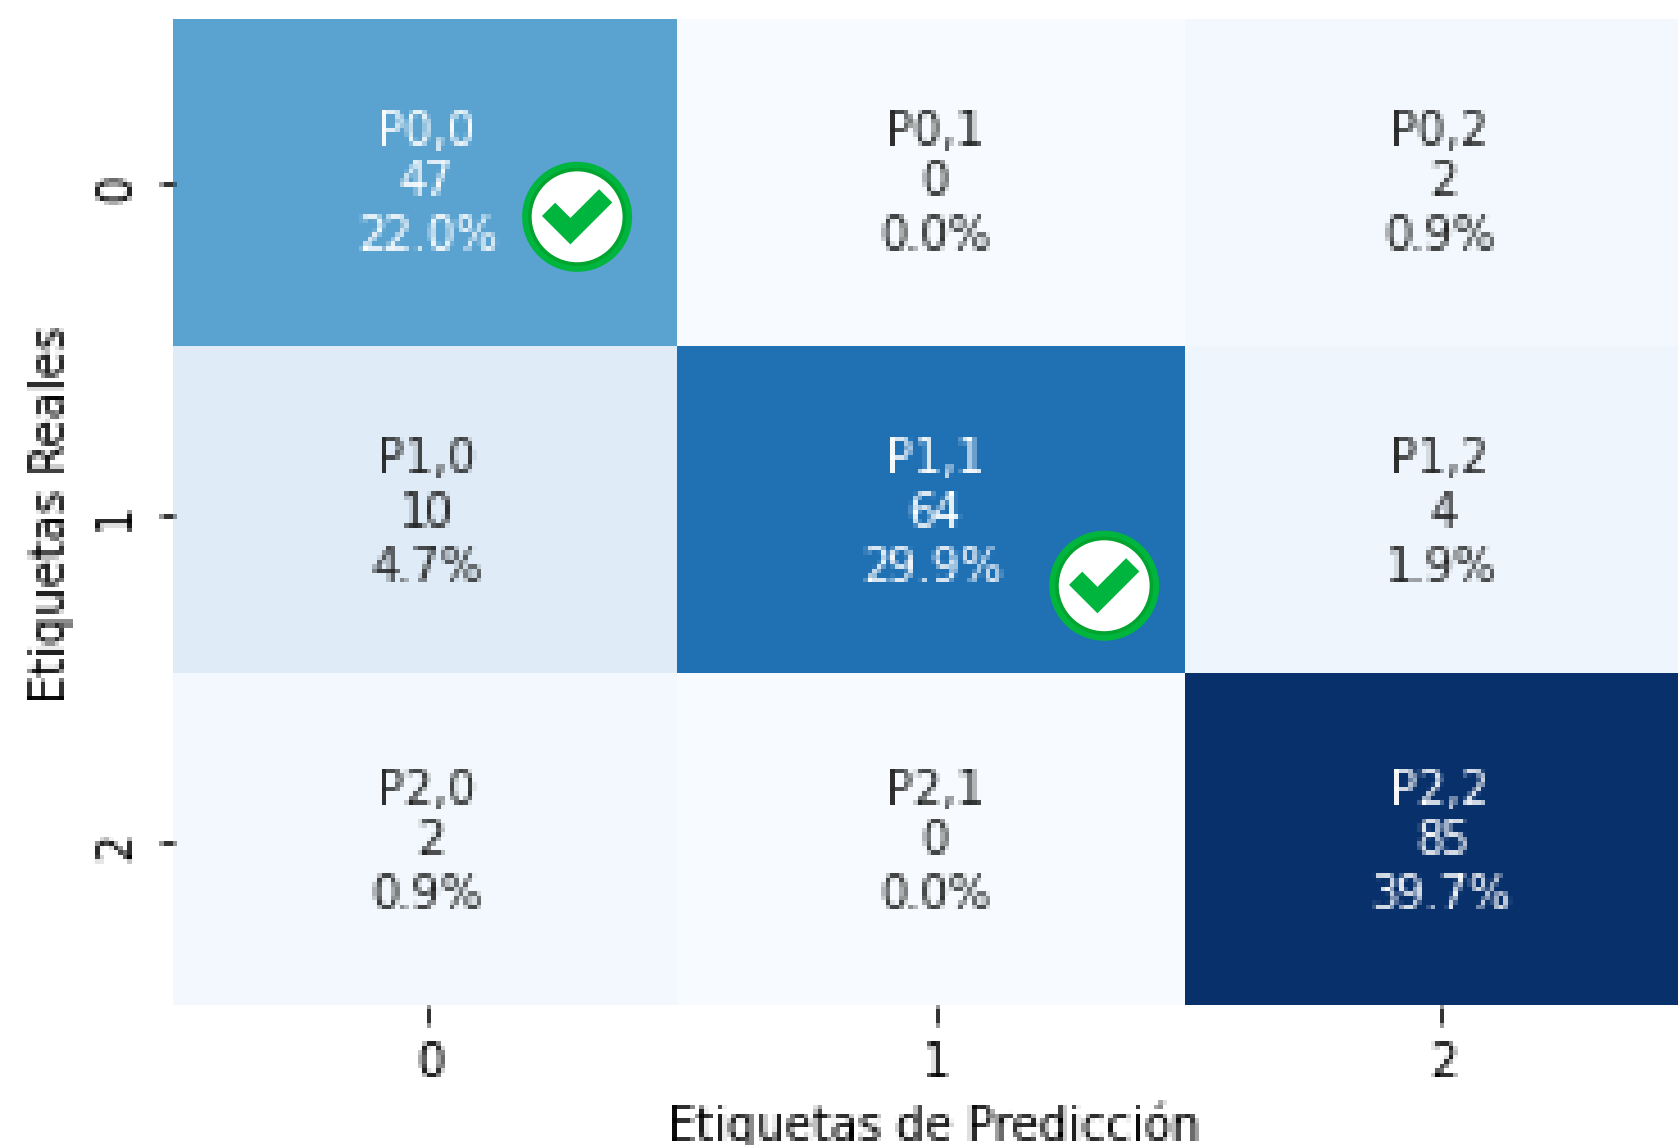 P0,0
47
22.0%
P0,1
0
0.0%
P0,2
2
0.9%
0
P1,0
10
4.7%
P1,1
64
29.9%
P1,2
4
1.9%
1
Etiquetas Reales
P2,0
2
0.9%
P2,1
0
0.0%
P2,2
85
39.7%
2
0
1
2
Etiquetas de Predicción